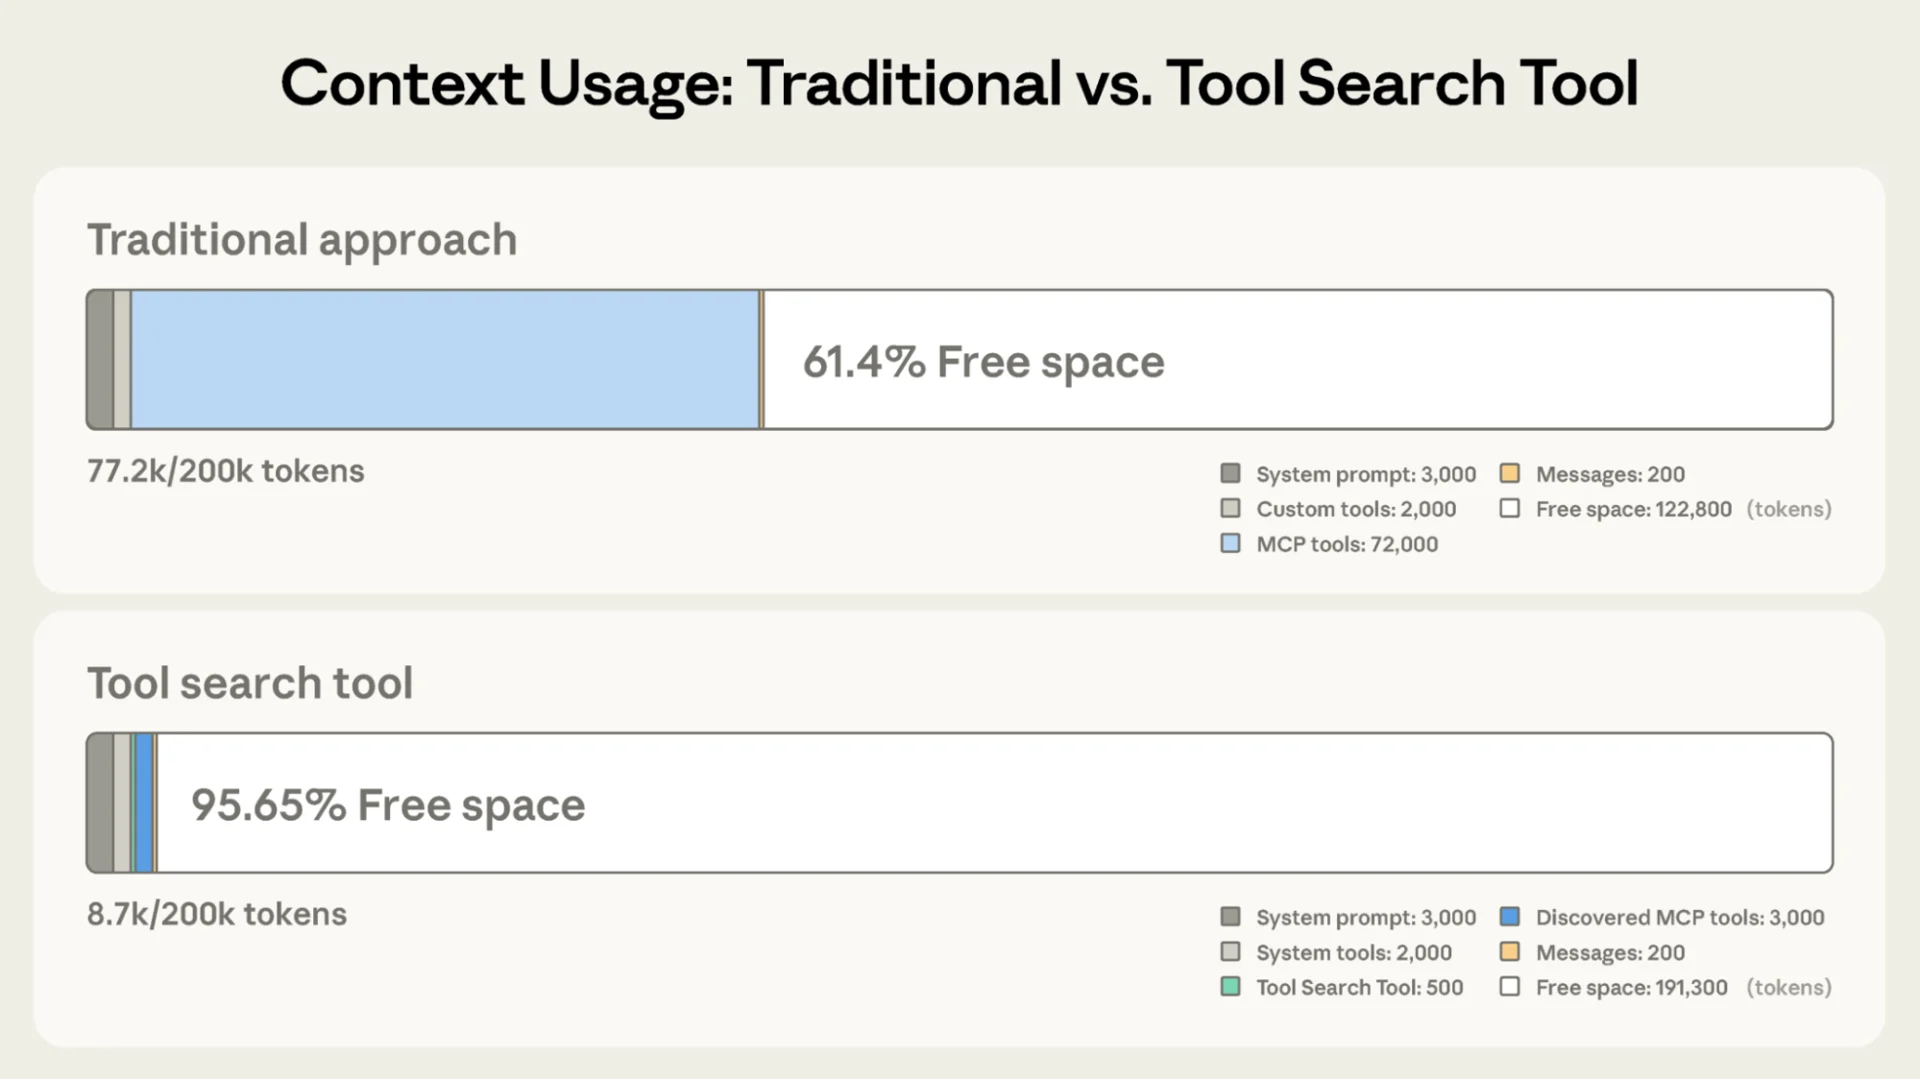 Context Usage: Traditional vs. Tool Search Tool
Traditional approach
61.4% Free space
77.2k/200k tokens
System prompt: 3,000
Custom tools: 2,000
MCP tools: 72,000
Messages: 200
Free space: 122,800 (tokens)
Tool search tool
95.65% Free space
8.7k/200k tokens
System prompt: 3,000
System tools: 2,000
Tool Search Tool: 500
Discovered MCP tools: 3,000
Messages: 200
Free space: 191,300 (tokens)